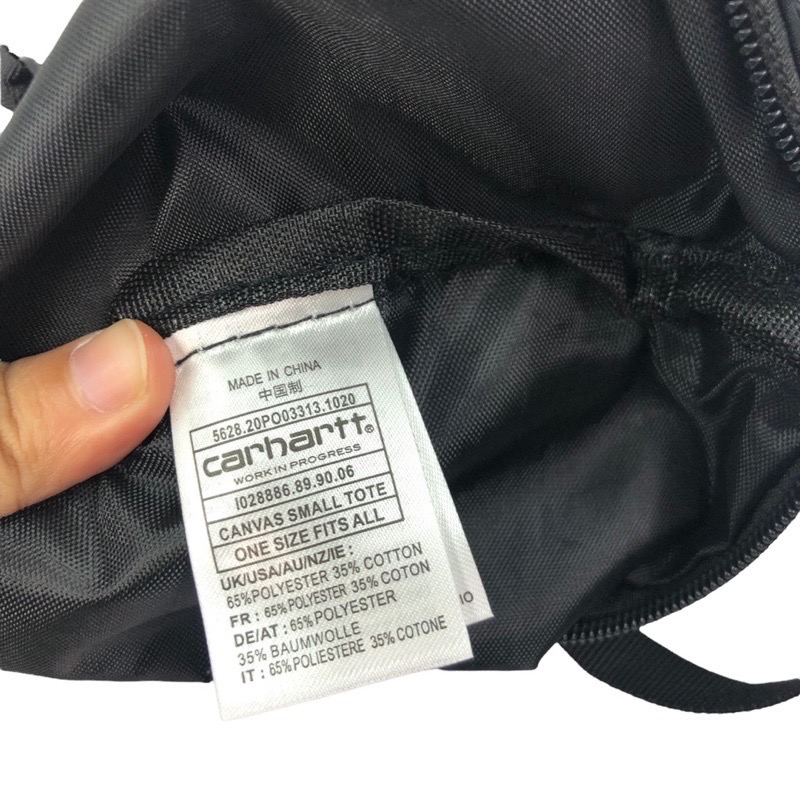 MADE IN CHINA
中国制
5628.20PO03313.1020
carhartt®
WORK IN PROGRESS
I028886.89.90.06
CANVAS SMALL TOTE
ONE SIZE FITS ALL
UK/USA/AU/NZ/IE:
65%POLYESTER 35% COTTON
FR : 65%POLYESTER 35% COTON
DE/AT : 65%POLYESTER
35% BAUMWOLLE
IT : 65%POLIESTERE 35% COTONE